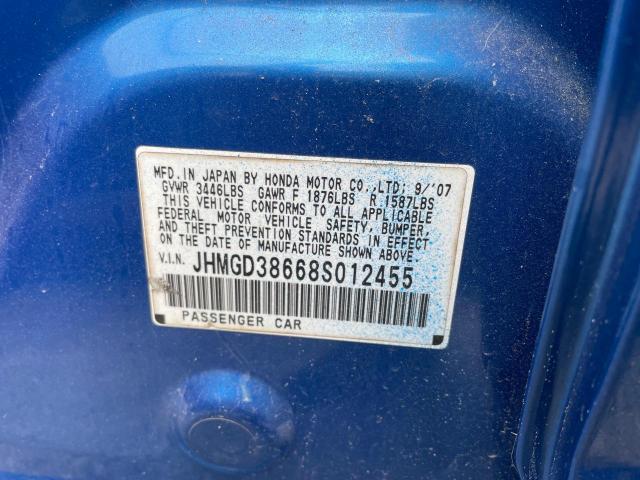 MFD.IN JAPAN BY HONDA MOTOR CO.,LTD; 9/'07
GVWR 3446LBS GAWR F 1876LBS R 1587LBS
THIS VEHICLE CONFORMS TO ALL APPLICABLE
FEDERAL MOTOR VEHICLE, SAFETY, BUMPER,
AND THEFT PREVENTION STANDARDS IN EFFECT
ON THE DATE OF MANUFACTURE SHOWN ABOVE.
V.I.N. JHMGD38668S012455
PASSENGER CAR